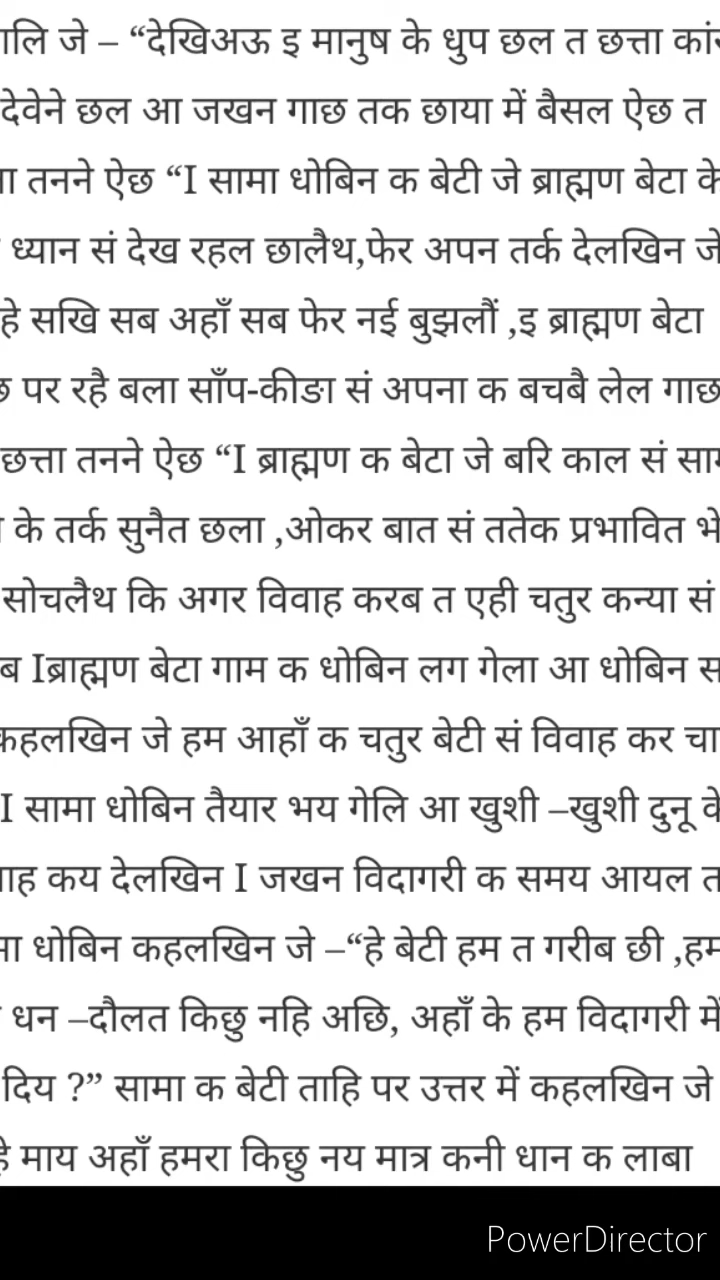 ालि जे – “देखिअऊ इ मानुष के धुप छल त छत्ता कां
देवेने छल आ जखन गाछ तक छाया में बैसल ऐछ त
ा तनने ऐछ “I सामा धोबिन क बेटी जे ब्राह्मण बेटा के
ध्यान सं देख रहल छालैथ,फेर अपन तर्क देलखिन जे
हे सखि सब अहाँ सब फेर नई बुझलौं ,इ ब्राह्मण बेटा
छ पर रहै बला साँप-कीङा सं अपना क बचबै लेल गाछ
छत्ता तनने ऐछ “I ब्राह्मण क बेटा जे बरि काल सं साम
के तर्क सुनैत छला ,ओकर बात सं ततेक प्रभावित भे
सोचलैथ कि अगर विवाह करब त एही चतुर कन्या सं
ब Iब्राह्मण बेटा गाम क धोबिन लग गेला आ धोबिन स
कहलखिन जे हम आहाँ क चतुर बेटी सं विवाह कर चा
I सामा धोबिन तैयार भय गेलि आ खुशी –खुशी दुनू के
ाह कय देलखिन I जखन विदागरी क समय आयल त
मा धोबिन कहलखिन जे –“हे बेटी हम त गरीब छी ,हम
धन –दौलत किछु नहि अछि, अहाँ के हम विदागरी में
दिय ?” सामा क बेटी ताहि पर उत्तर में कहलखिन जे
हे माय अहाँ हमरा किछु नय मात्र कनी धान क लाबा
PowerDirector